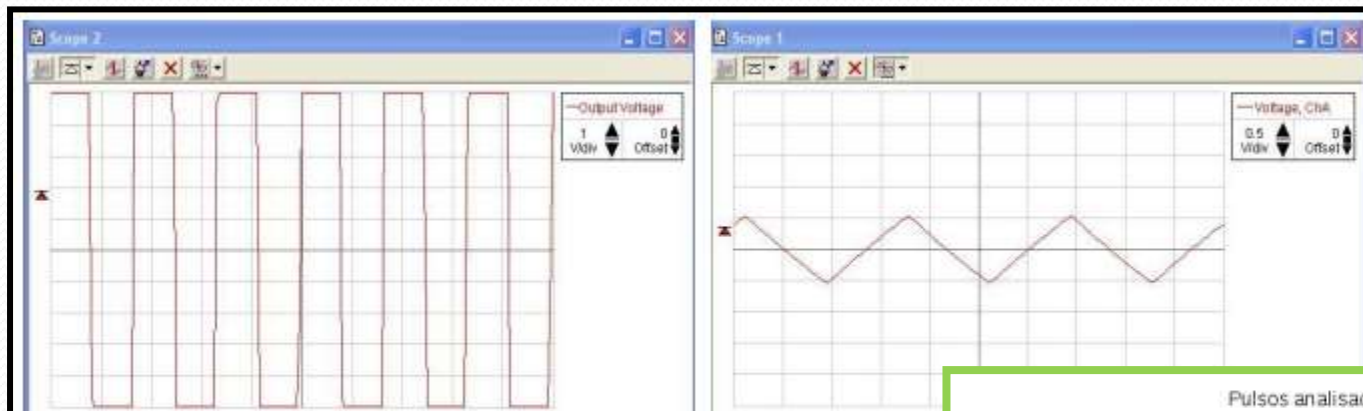 Scope 2
Output Voltage
1 0
V/div Offset
Scope 1
Voltage, ChA
0.5 0
V/div Offset
Pulsos analisad